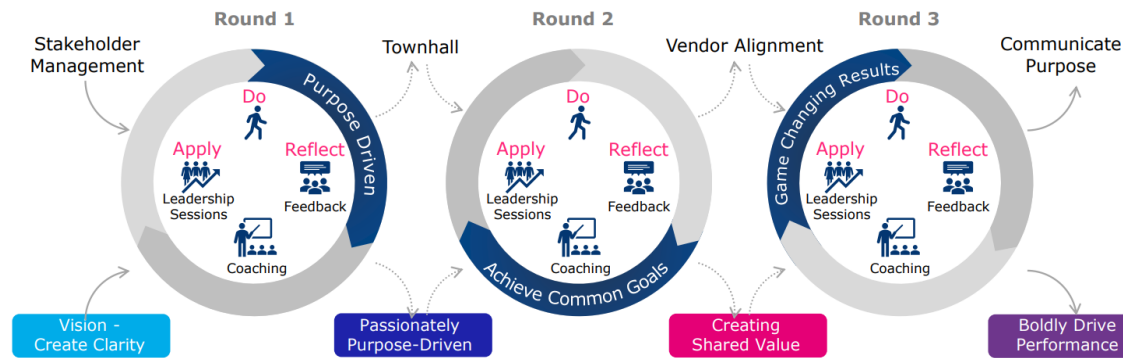 Round 1
Round 2
Round 3
Stakeholder
Management
Townhall
Vendor Alignment
Communicate
Purpose
Do
Apply
Reflect
Leadership
Sessions
Feedback
Coaching
Purpose Driven
Do
Apply
Reflect
Leadership
Sessions
Feedback
Coaching
Achieve Common Goals
Do
Apply
Reflect
Leadership
Sessions
Feedback
Coaching
Game Changing Results
Vision -
Create Clarity
Passionately
Purpose-Driven
Creating
Shared Value
Boldly Drive
Performance